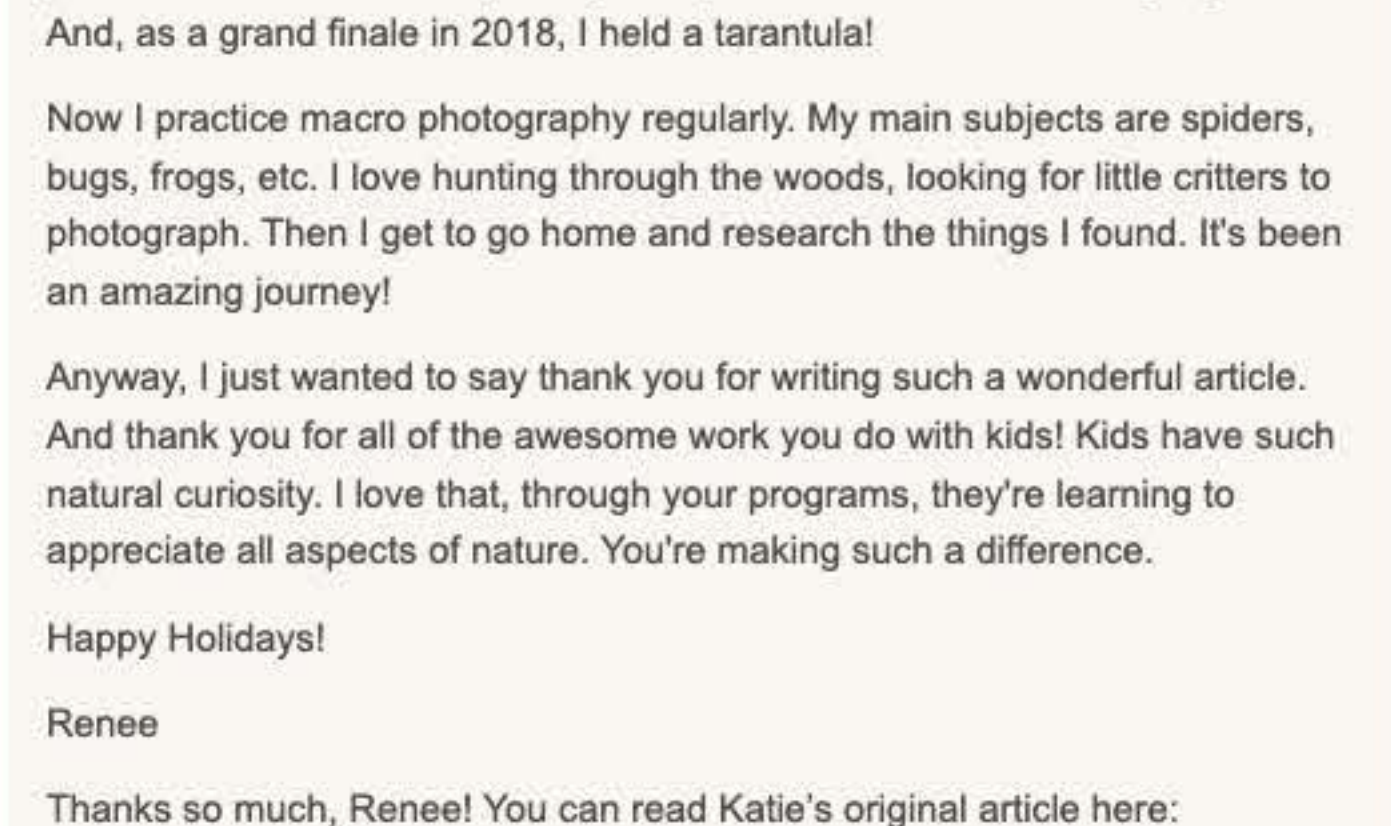 And, as a grand finale in 2018, I held a tarantula!
Now I practice macro photography regularly. My main subjects are spiders,
bugs, frogs, etc. I love hunting through the woods, looking for little critters to
photograph. Then I get to go home and research the things I found. It's been
an amazing journey!
Anyway, I just wanted to say thank you for writing such a wonderful article.
And thank you for all of the awesome work you do with kids! Kids have such
natural curiosity. I love that, through your programs, they're learning to
appreciate all aspects of nature. You're making such a difference.
Happy Holidays!
Renee
Thanks so much, Renee! You can read Katie's original article here: